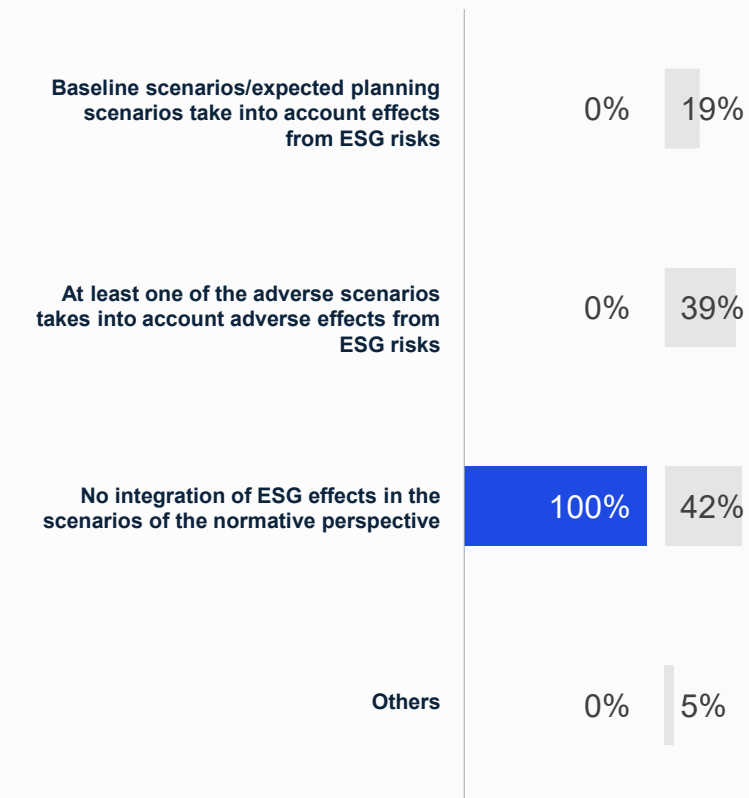 Baseline scenarios/expected planning
scenarios take into account effects
from ESG risks
0% 19%
At least one of the adverse scenarios
takes into account adverse effects from
ESG risks
0% 39%
No integration of ESG effects in the
scenarios of the normative perspective
100% 42%
Others
0% 5%